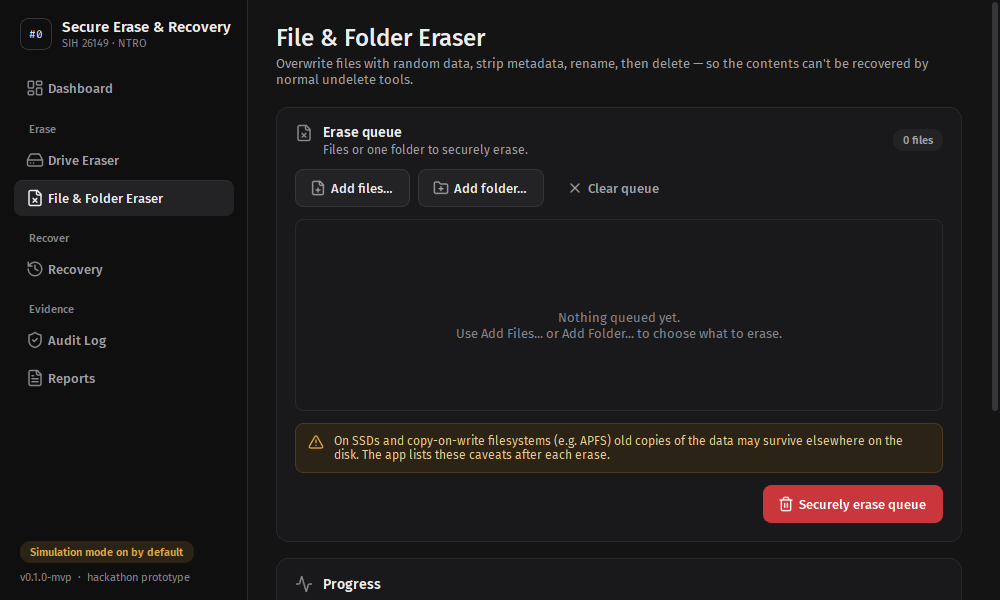 #0
Secure Erase & Recovery
SIH 26149 · NTRO
Dashboard
Erase
Drive Eraser
File & Folder Eraser
Recover
Recovery
Evidence
Audit Log
Reports
Simulation mode on by default
v0.1.0-mvp · hackathon prototype
File & Folder Eraser
Overwrite files with random data, strip metadata, rename, then delete — so the contents can't be recovered by
normal undelete tools.
Erase queue
Files or one folder to securely erase.
0 files
Add files...
Add folder...
Clear queue
Nothing queued yet.
Use Add Files... or Add Folder... to choose what to erase.
On SSDs and copy-on-write filesystems (e.g. APFS) old copies of the data may survive elsewhere on the
disk. The app lists these caveats after each erase.
Securely erase queue
Progress